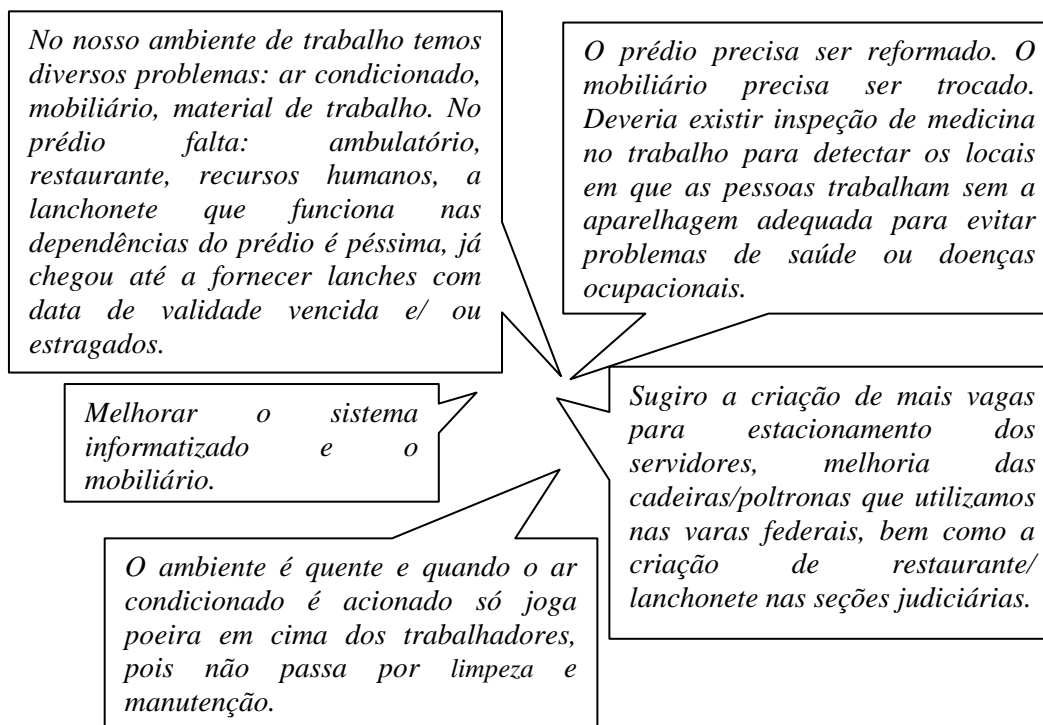 No nosso ambiente de trabalho temos
diversos problemas: ar condicionado,
mobiliário, material de trabalho. No
prédio falta: ambulatório,
restaurante, recursos humanos, a
lanchonete que funciona nas
dependências do prédio é péssima, já
chegou até a fornecer lanches com
data de validade vencida e/ ou
estragados.
O prédio precisa ser reformado. O
mobiliário precisa ser trocado.
Deveria existir inspeção de medicina
no trabalho para detectar os locais
em que as pessoas trabalham sem a
aparelhagem adequada para evitar
problemas de saúde ou doenças
ocupacionais.
Melhorar o sistema
informatizado e o
mobiliário.
Sugiro a criação de mais vagas
para estacionamento dos
servidores, melhoria das
cadeiras/poltronas que utilizamos
nas varas federais, bem como a
criação de restaurante/
lanchonete nas seções judiciárias.
O ambiente é quente e quando o ar
condicionado é acionado só joga
poeira em cima dos trabalhadores,
pois não passa por limpeza e
manutenção.